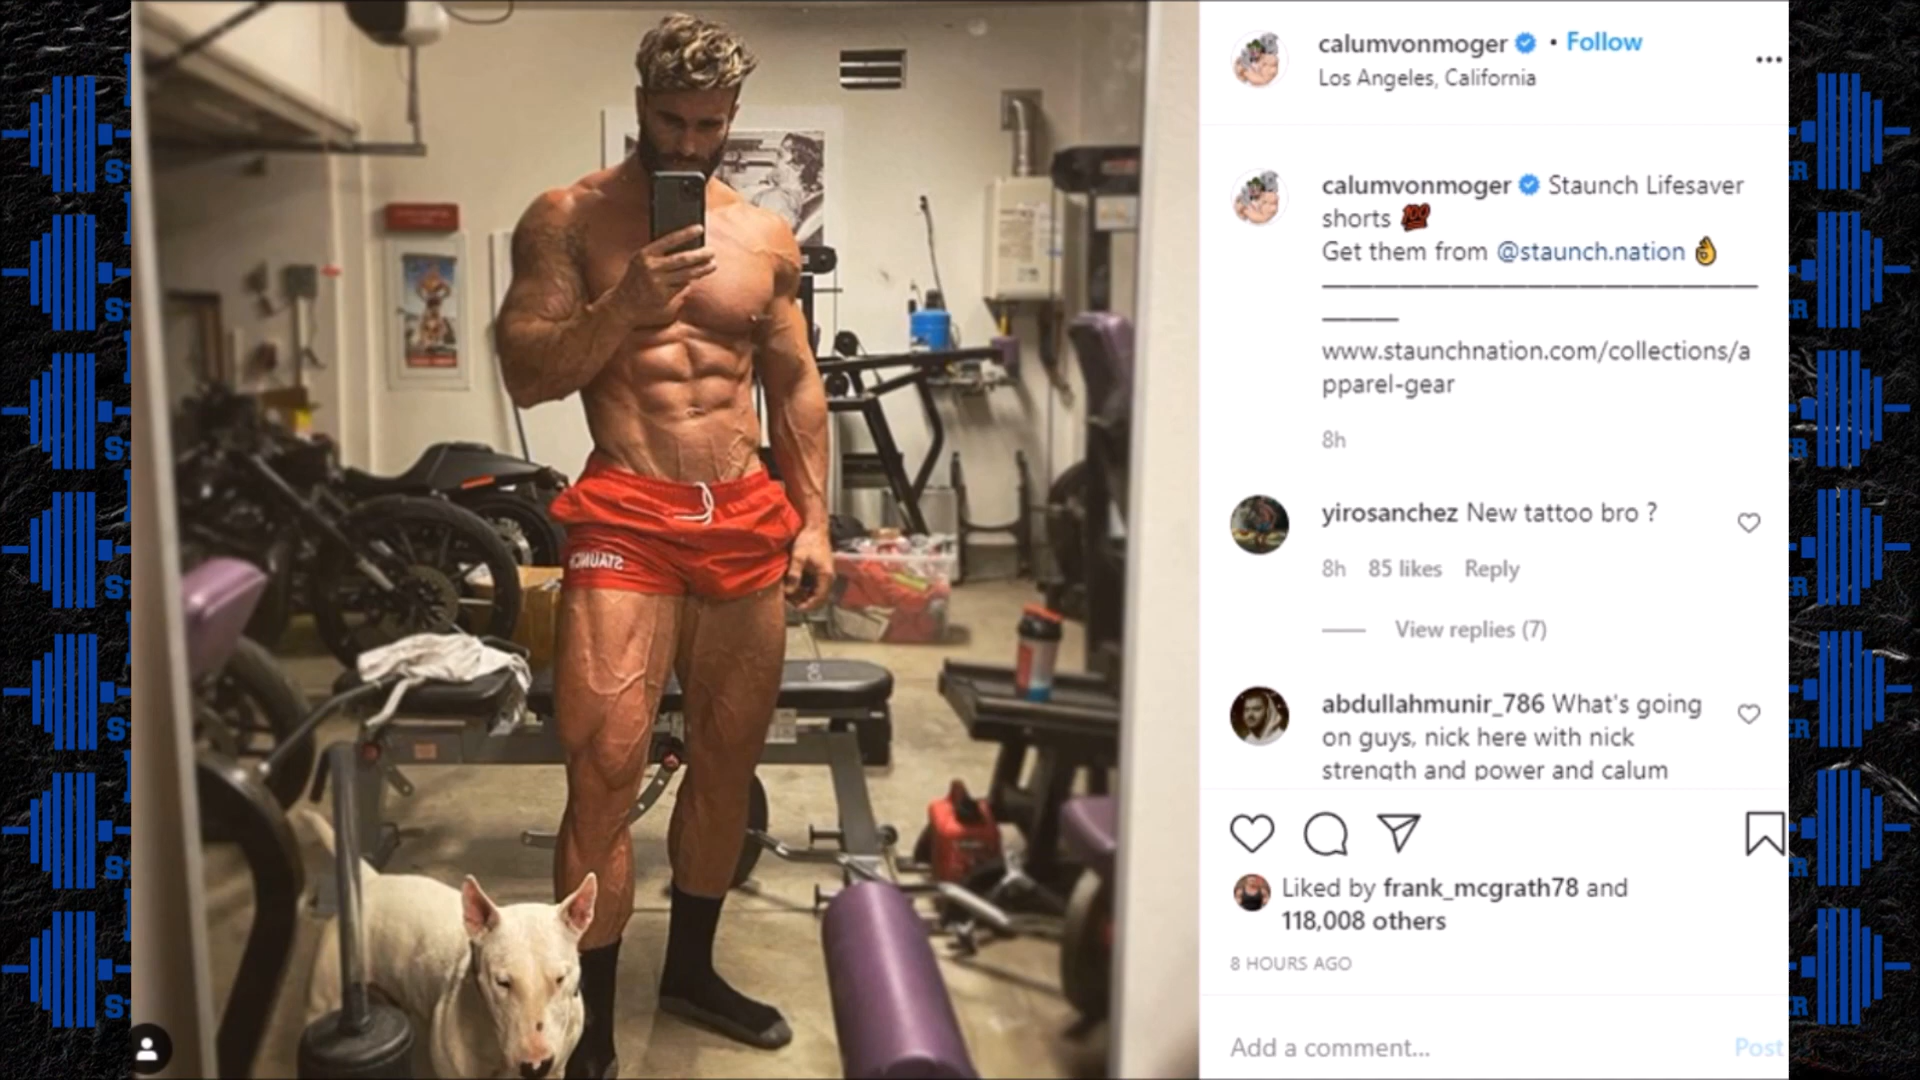 calumvonmoger • Follow
Los Angeles, California
calumvonmoger Staunch Lifesaver
shorts 💯
Get them from @staunch.nation 👌
—————————————————
———
www.staunchnation.com/collections/a
pparel-gear
8h
yirosanchez New tattoo bro ?
8h 85 likes Reply
View replies (7)
abdullahmunir_786 What's going
on guys, nick here with nick
strength and power and calum
Liked by frank_mcgrath78 and
118,008 others
8 HOURS AGO
Add a comment... Post
STAUNCH